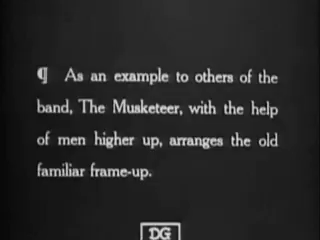 ¶ As an example to others of the
band, The Musketeer, with the help
of men higher up, arranges the old
familiar frame-up.
DG